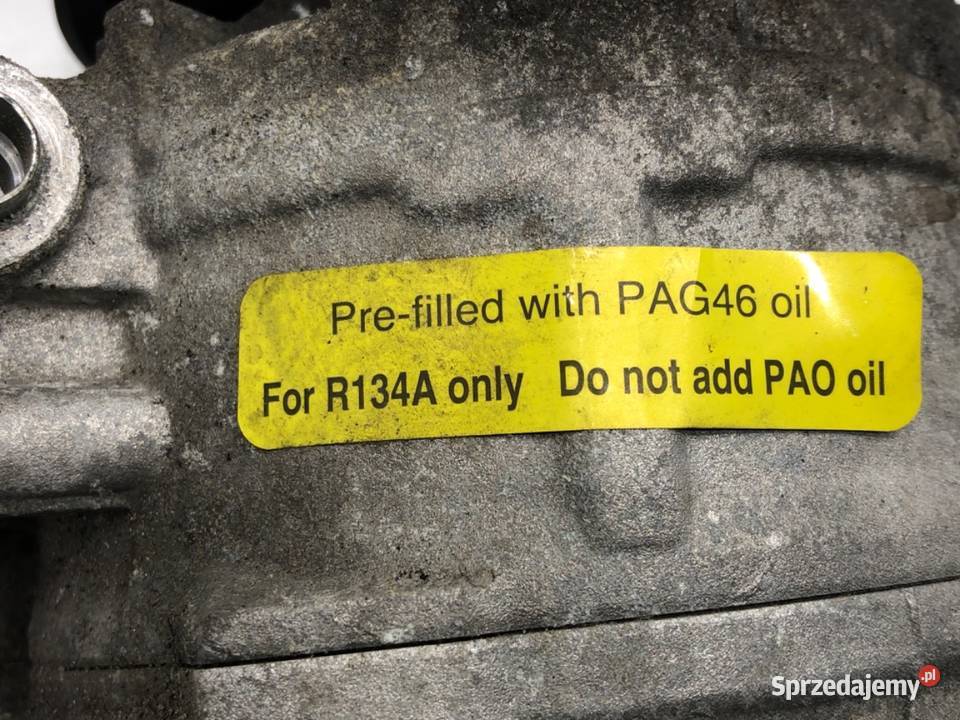 Pre-filled with PAG46 oil
For R134A only Do not add PAO oil
Sprzedajemy.pl